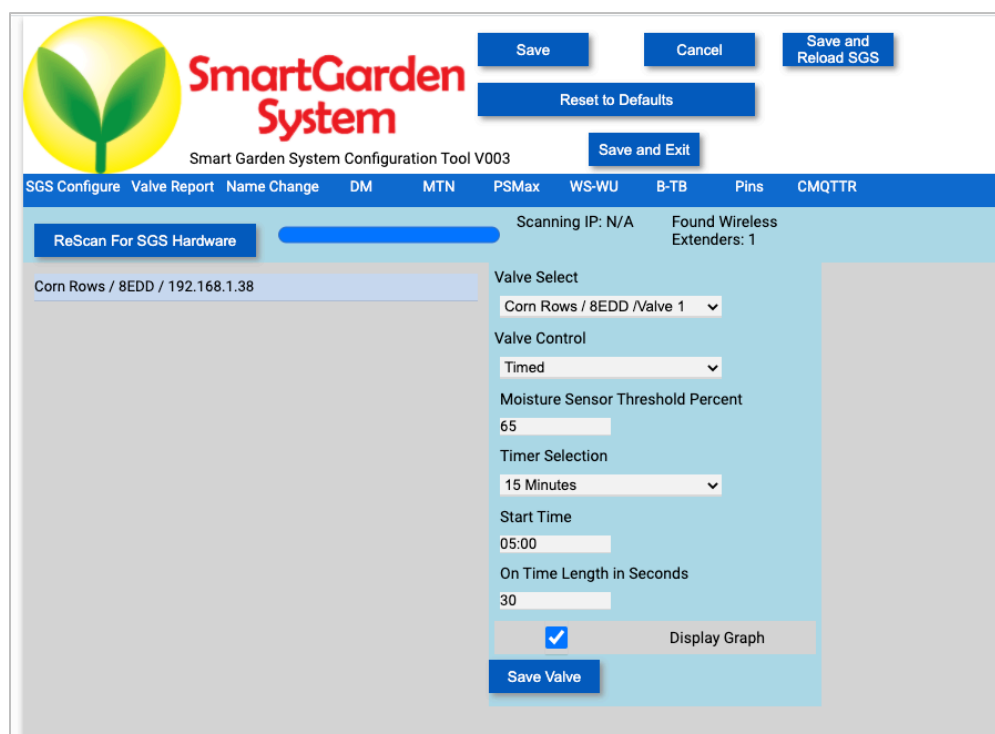 SmartGarden
System
Smart Garden System Configuration Tool V003
Save
Cancel
Save and
Reload SGS
Reset to Defaults
Save and Exit
SGS Configure Valve Report Name Change DM MTN PSMax WS-WU B-TB Pins CMQTTR
ReScan For SGS Hardware
Scanning IP: N/A
Found Wireless
Extenders: 1
Corn Rows / 8EDD / 192.168.1.38
Valve Select
Corn Rows / 8EDD /Valve 1
Valve Control
Timed
Moisture Sensor Threshold Percent
65
Timer Selection
15 Minutes
Start Time
05:00
On Time Length in Seconds
30
Display Graph
Save Valve